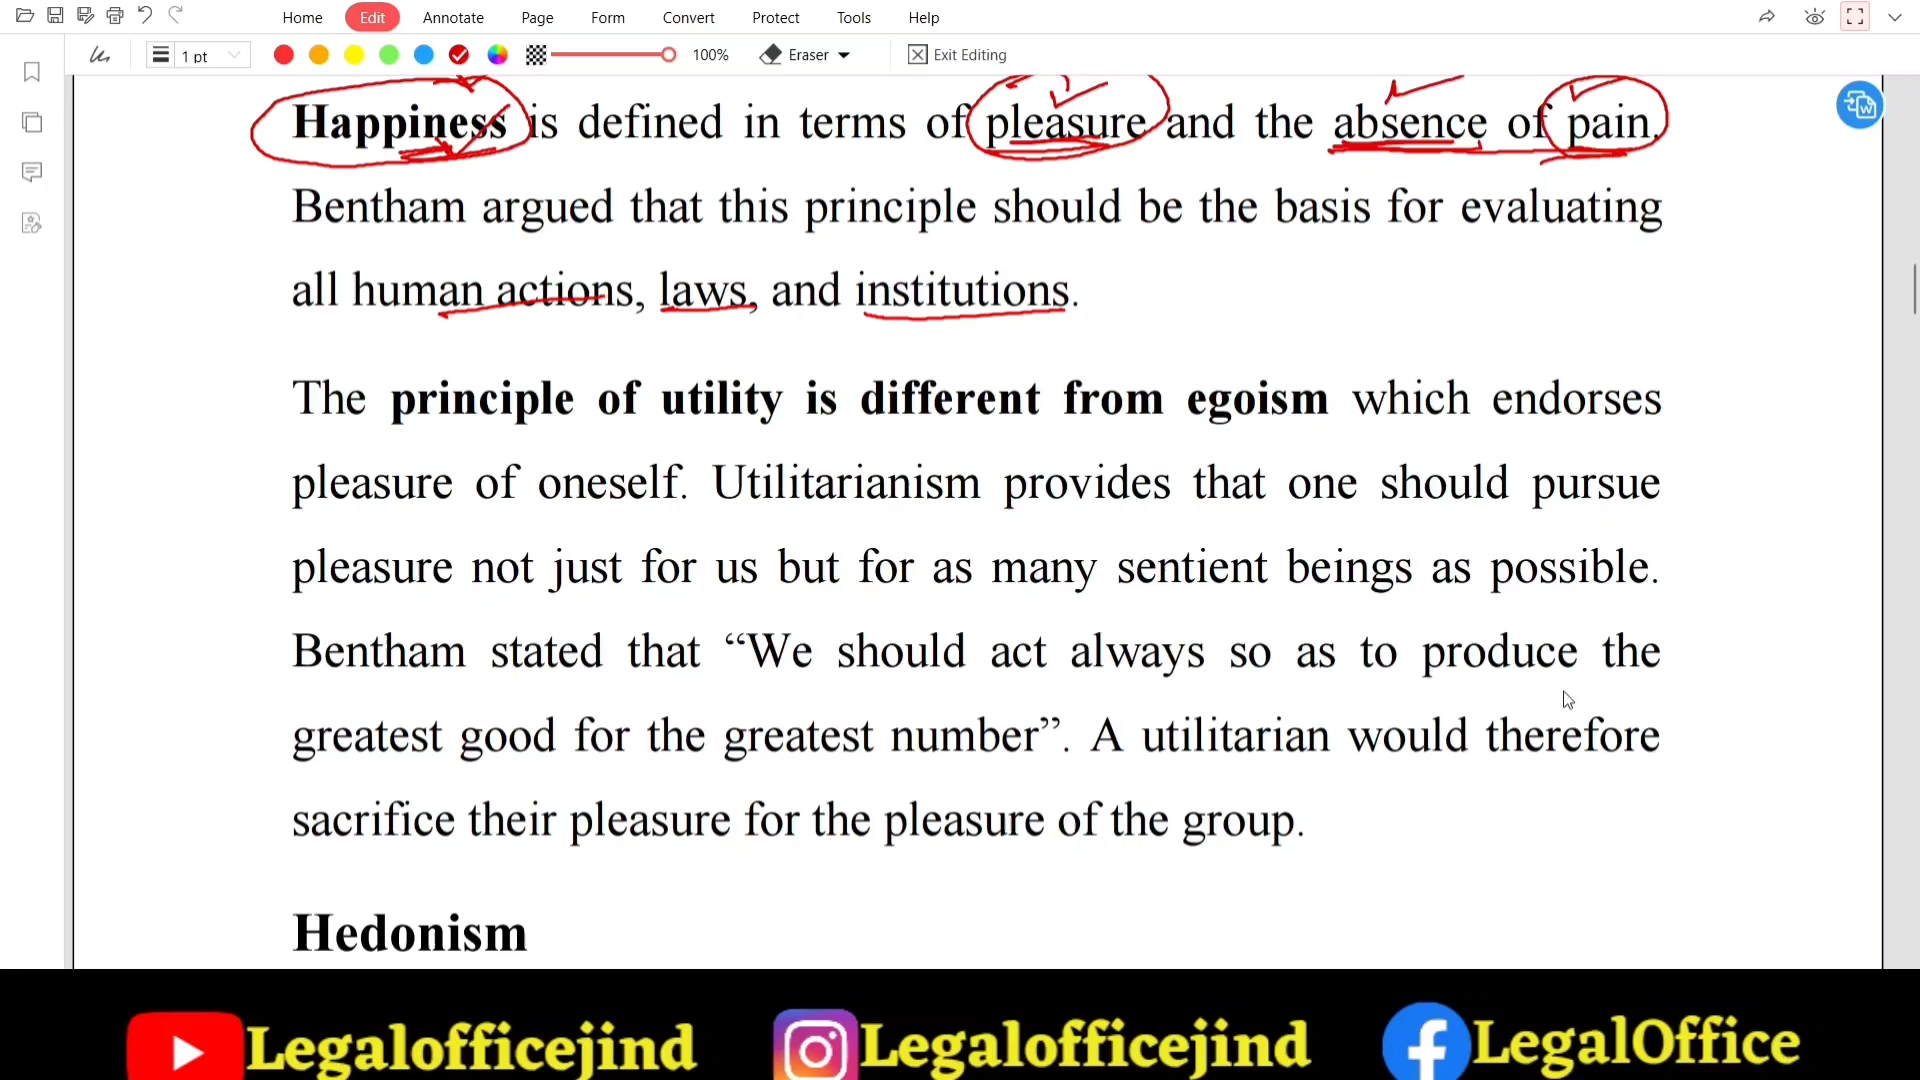 Home Edit Annotate Page Form Convert Protect Tools Help
1 pt 100% Eraser Exit Editing
Happiness is defined in terms of pleasure and the absence of pain.
Bentham argued that this principle should be the basis for evaluating
all human actions, laws, and institutions.
The principle of utility is different from egoism which endorses
pleasure of oneself. Utilitarianism provides that one should pursue
pleasure not just for us but for as many sentient beings as possible.
Bentham stated that “We should act always so as to produce the
greatest good for the greatest number”. A utilitarian would therefore
sacrifice their pleasure for the pleasure of the group.
Hedonism
Legalofficejind Legalofficejind LegalOffice